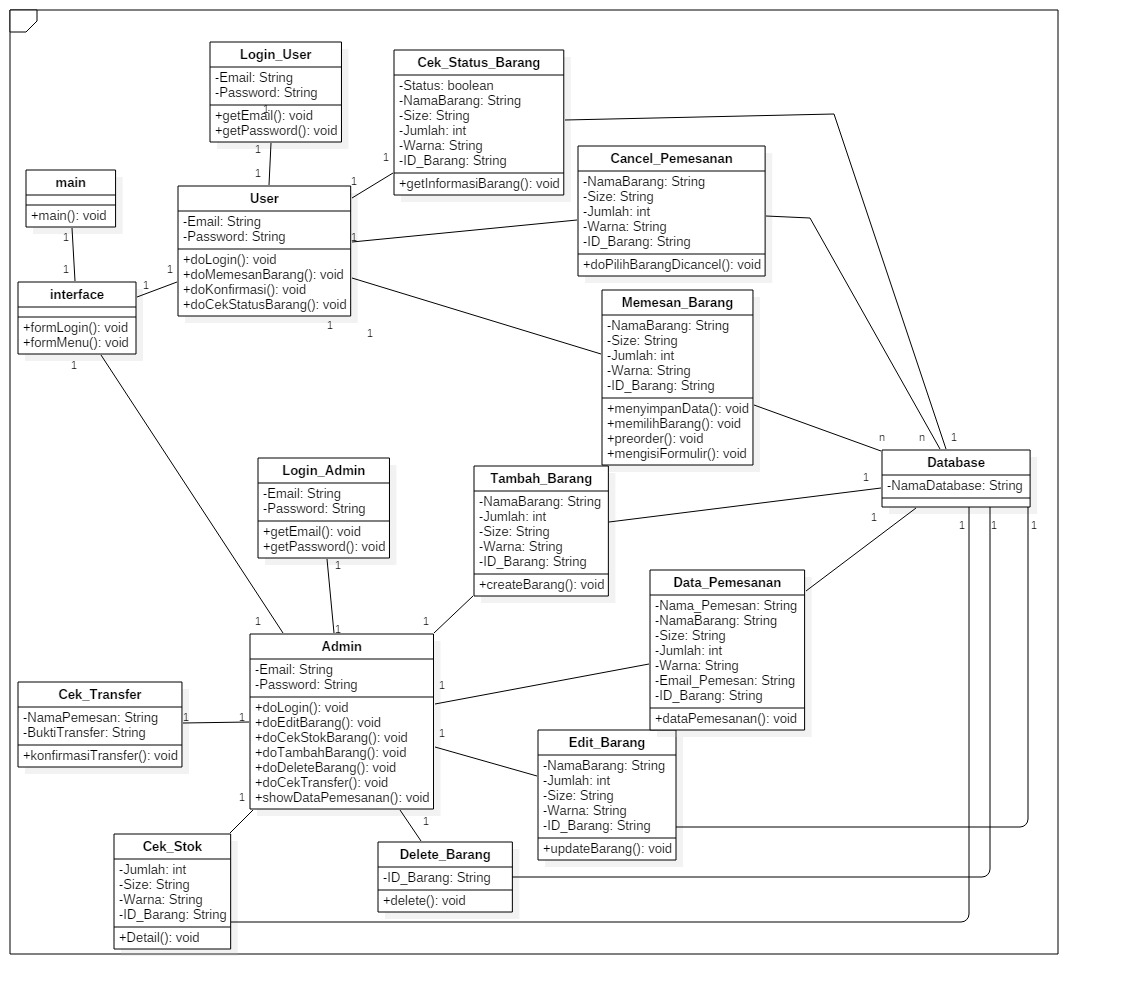 Login_User
-Email: String
-Password: String
1
+getEmail(): void
+getPassword(): void
1
1
Cek_Status_Barang
-Status: boolean
-NamaBarang: String
-Size: String
-Jumlah: int
-Warna: String
-ID_Barang: String
+getInformasiBarang(): void
1
1
Cancel_Pemesanan
-NamaBarang: String
-Size: String
-Jumlah: int
-Warna: String
-ID_Barang: String
+doPilihBarangDicancel(): void
main
+main(): void
1
1
User
-Email: String
-Password: String
+doLogin(): void
+doMemesanBarang(): void
+doKonfirmasi(): void
+doCekStatusBarang(): void
1
1
1
1
1
interface
+formLogin(): void
+formMenu(): void
1
Memesan_Barang
-NamaBarang: String
-Size: String
-Jumlah: int
-Warna: String
-ID_Barang: String
+menyimpanData(): void
+memilihBarang(): void
+preorder(): void
+mengisiFormulir(): void
n
n
1
Database
-NamaDatabase: String
1
1
1
1
1
Login_Admin
-Email: String
-Password: String
+getEmail(): void
+getPassword(): void
1
1
Tambah_Barang
-NamaBarang: String
-Jumlah: int
-Size: String
-Warna: String
-ID_Barang: String
+createBarang(): void
1
Data_Pemesanan
-Nama_Pemesan: String
-NamaBarang: String
-Size: String
-Jumlah: int
-Warna: String
-Email_Pemesan: String
-ID_Barang: String
+dataPemesanan(): void
1
Admin
-Email: String
-Password: String
+doLogin(): void
+doEditBarang(): void
+doCekStokBarang(): void
+doTambahBarang(): void
+doDeleteBarang(): void
+doCekTransfer(): void
+showDataPemesanan(): void
1
1
1
1
1
1
Cek_Transfer
-NamaPemesan: String
-BuktiTransfer: String
+konfirmasiTransfer(): void
Edit_Barang
-NamaBarang: String
-Jumlah: int
-Size: String
-Warna: String
-ID_Barang: String
+updateBarang(): void
Cek_Stok
-Jumlah: int
-Size: String
-Warna: String
-ID_Barang: String
+Detail(): void
Delete_Barang
-ID_Barang: String
+delete(): void